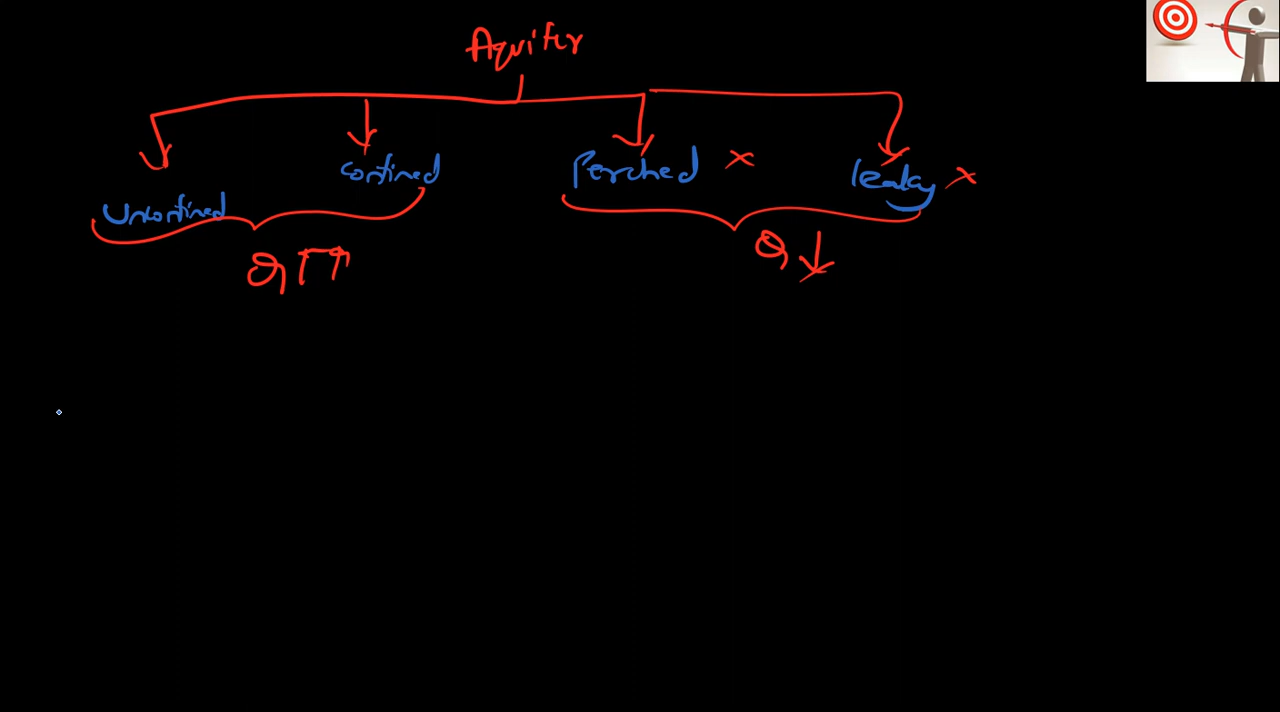 Aquifer
Unconfined confined Perched × leaky ×
Q ↑↑ Q ↓